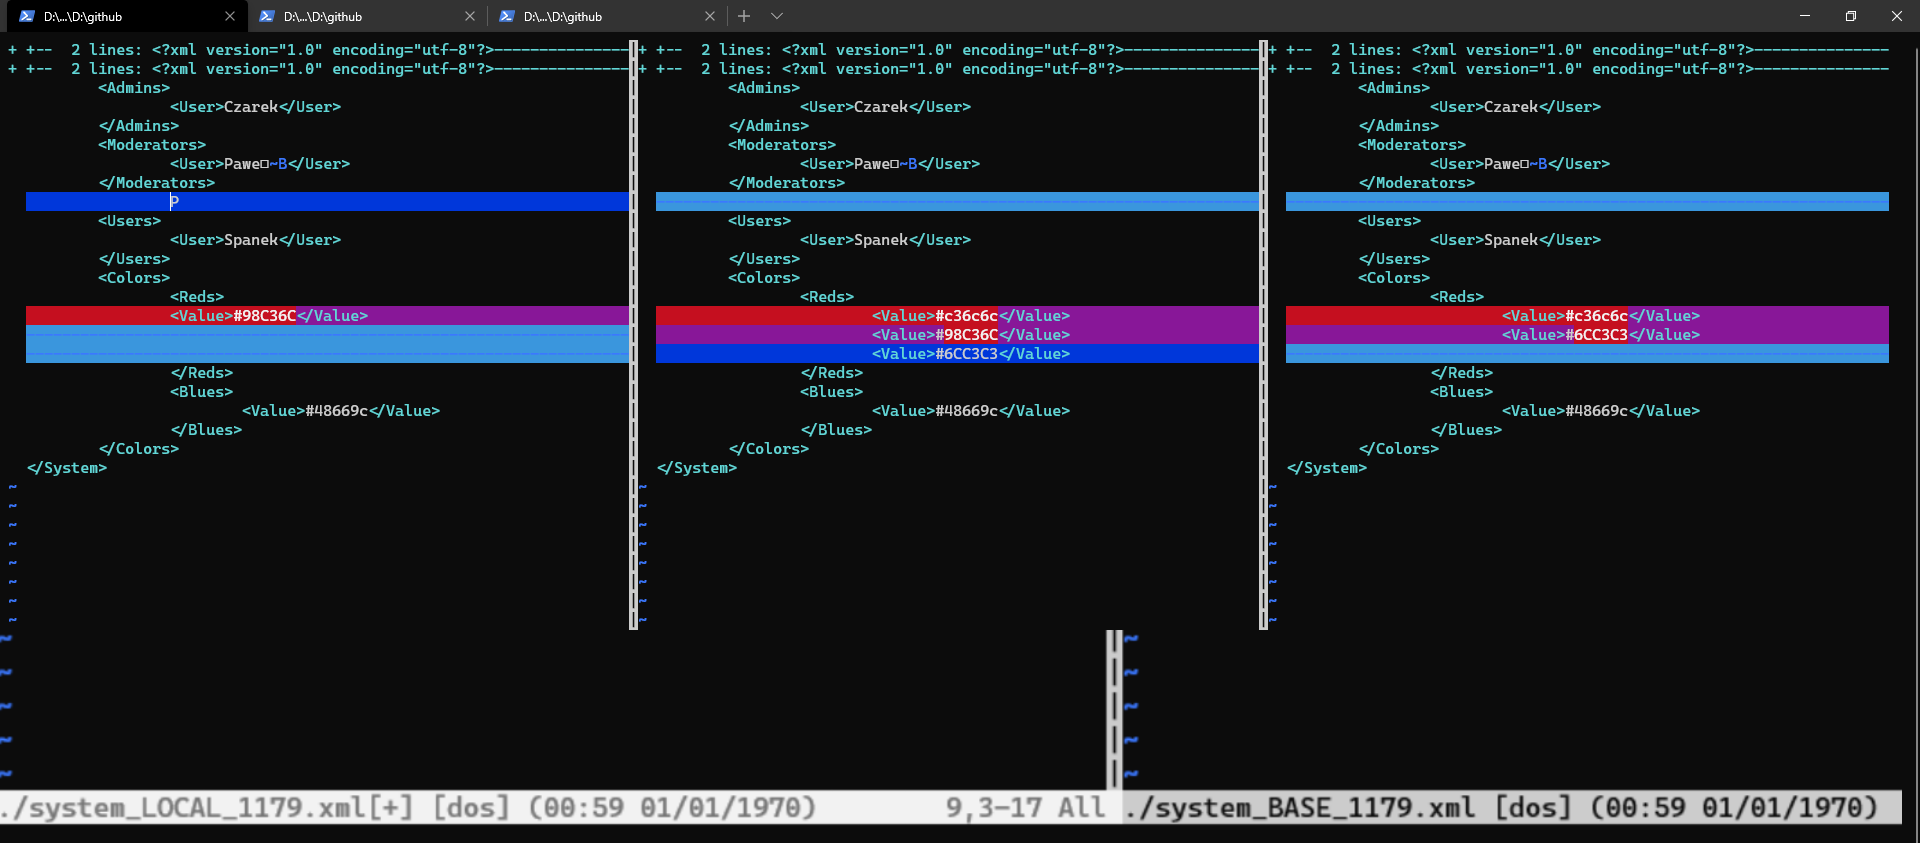 D:\...\D:\github
D:\...\D:\github
D:\...\D:\github
+ +-- 2 lines: <?xml version="1.0" encoding="utf-8"?>---------------
+ +-- 2 lines: <?xml version="1.0" encoding="utf-8"?>---------------
<Admins>
<User>Czarek</User>
</Admins>
<Moderators>
<User>Pawe□~B</User>
</Moderators>
P
<Users>
<User>Spanek</User>
</Users>
<Colors>
<Reds>
<Value>#98C36C</Value>
</Reds>
<Blues>
<Value>#48669c</Value>
</Blues>
</Colors>
</System>
~
~
~
~
~
~
~
~
+ +-- 2 lines: <?xml version="1.0" encoding="utf-8"?>---------------
+ +-- 2 lines: <?xml version="1.0" encoding="utf-8"?>---------------
<Admins>
<User>Czarek</User>
</Admins>
<Moderators>
<User>Pawe□~B</User>
</Moderators>
<Users>
<User>Spanek</User>
</Users>
<Colors>
<Reds>
<Value>#c36c6c</Value>
<Value>#98C36C</Value>
<Value>#6CC3C3</Value>
</Reds>
<Blues>
<Value>#48669c</Value>
</Blues>
</Colors>
</System>
~
~
~
~
~
~
~
~
+ +-- 2 lines: <?xml version="1.0" encoding="utf-8"?>---------------
+ +-- 2 lines: <?xml version="1.0" encoding="utf-8"?>---------------
<Admins>
<User>Czarek</User>
</Admins>
<Moderators>
<User>Pawe□~B</User>
</Moderators>
<Users>
<User>Spanek</User>
</Users>
<Colors>
<Reds>
<Value>#c36c6c</Value>
<Value>#6CC3C3</Value>
</Reds>
<Blues>
<Value>#48669c</Value>
</Blues>
</Colors>
</System>
~
~
~
~
~
~
~
~
~ ~
~ ~
~ ~
~ ~
~ ~
./system_LOCAL_1179.xml[+] [dos] (00:59 01/01/1970) 9,3-17 All ./system_BASE_1179.xml [dos] (00:59 01/01/1970)